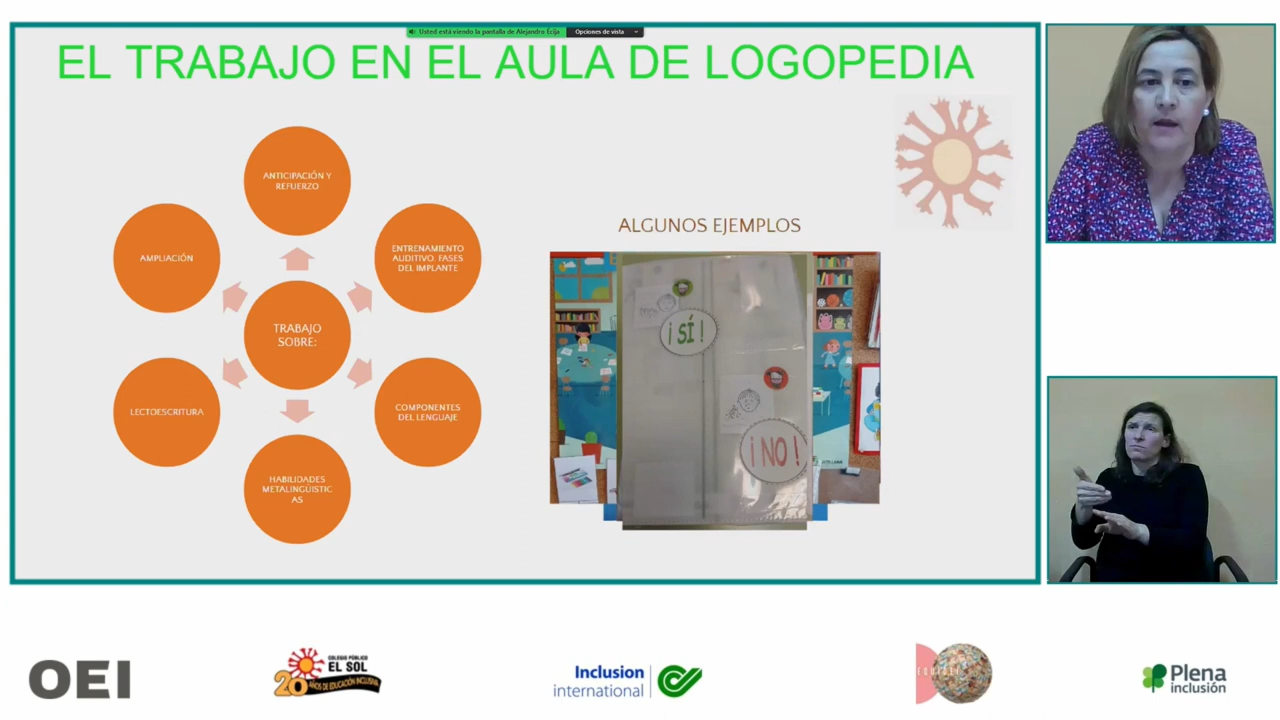 Usted está viendo la pantalla de Alejandro Écija
Opciones de vista
EL TRABAJO EN EL AULA DE LOGOPEDIA
ANTICIPACIÓN Y
REFUERZO
AMPLIACIÓN
ENTRENAMIENTO
AUDITIVO. FASES
DEL IMPLANTE
TRABAJO
SOBRE:
LECTOESCRITURA
COMPONENTES
DEL LENGUAJE
HABILIDADES
METALINGÜISTIC
AS
ALGUNOS EJEMPLOS
¡SÍ!
¡NO!
OEI
COLEGIO PÚBLICO
EL SOL
20 AÑOS DE EDUCACIÓN INCLUSIVA
Inclusion
international
Plena
inclusión